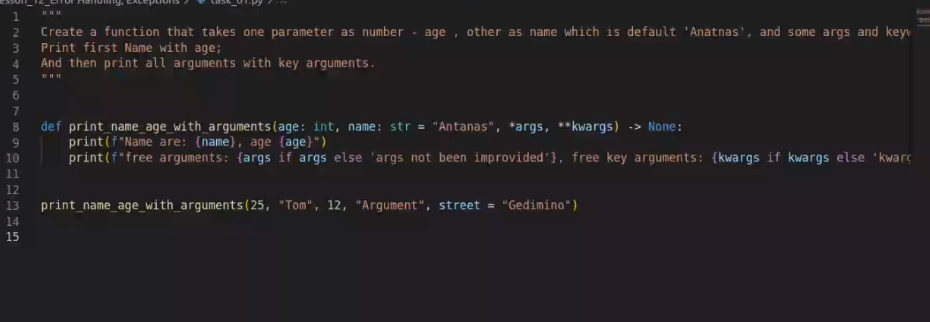 Lesson_12_Error Handling, Exceptions > task_01.py > ...
1 """
2 Create a function that takes one parameter as number - age , other as name which is default 'Anatnas', and some args and keyw
3 Print first Name with age;
4 And then print all arguments with key arguments.
5 """
6
7
8 def print_name_age_with_arguments(age: int, name: str = "Antanas", *args, **kwargs) -> None:
9 print(f"Name are: {name}, age {age}")
10 print(f"free arguments: {args if args else 'args not been improvided'}, free key arguments: {kwargs if kwargs else 'kwarg
11
12
13 print_name_age_with_arguments(25, "Tom", 12, "Argument", street = "Gedimino")
14
15